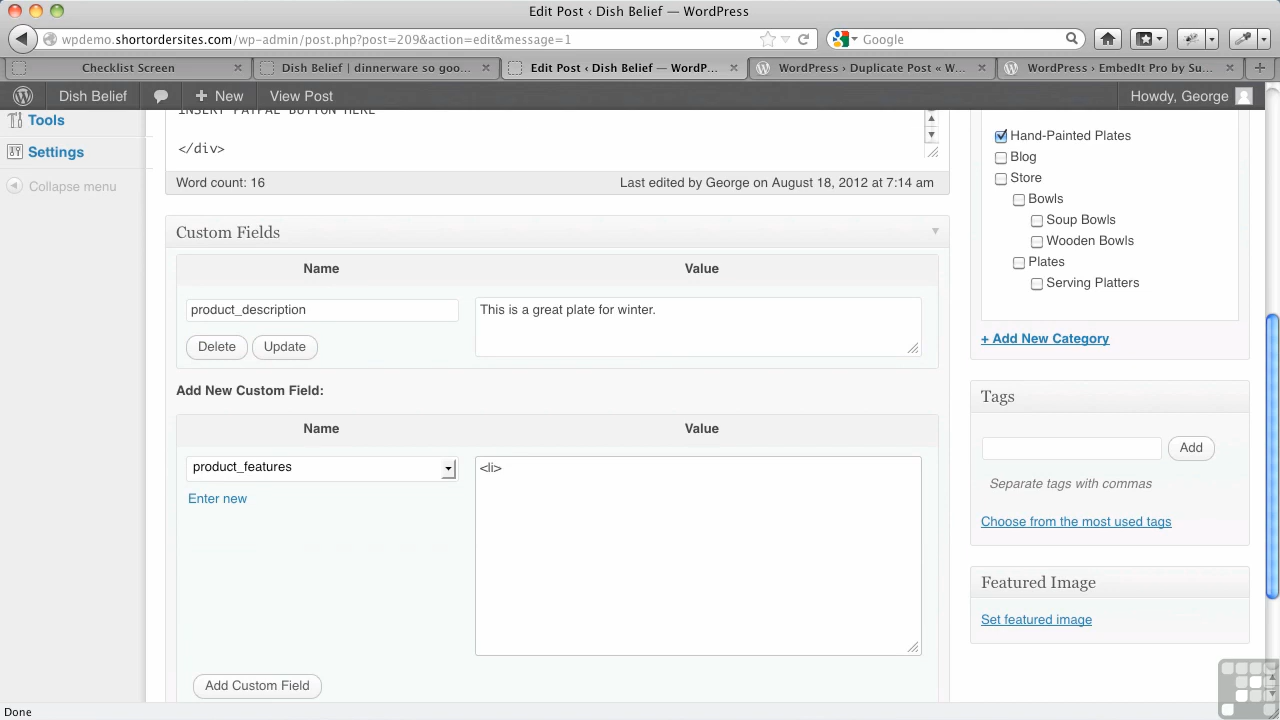 Edit Post ‹ Dish Belief — WordPress
wpdemo.shortordersites.com/wp-admin/post.php?post=209&action=edit&message=1
Google
Checklist Screen
Dish Belief | dinnerware so goo...
Edit Post ‹ Dish Belief — WordP...
WordPress › Duplicate Post « W...
WordPress › EmbedIt Pro by Su...
Dish Belief
New
View Post
Howdy, George
Tools
Settings
Collapse menu
INSERT PAYPAL BUTTON HERE
</div>
Word count: 16
Last edited by George on August 18, 2012 at 7:14 am
Custom Fields
Name
Value
product_description
This is a great plate for winter.
Delete
Update
Add New Custom Field:
Name
Value
product_features
<li>
Enter new
Add Custom Field
Hand-Painted Plates
Blog
Store
Bowls
Soup Bowls
Wooden Bowls
Plates
Serving Platters
+ Add New Category
Tags
Add
Separate tags with commas
Choose from the most used tags
Featured Image
Set featured image
Done